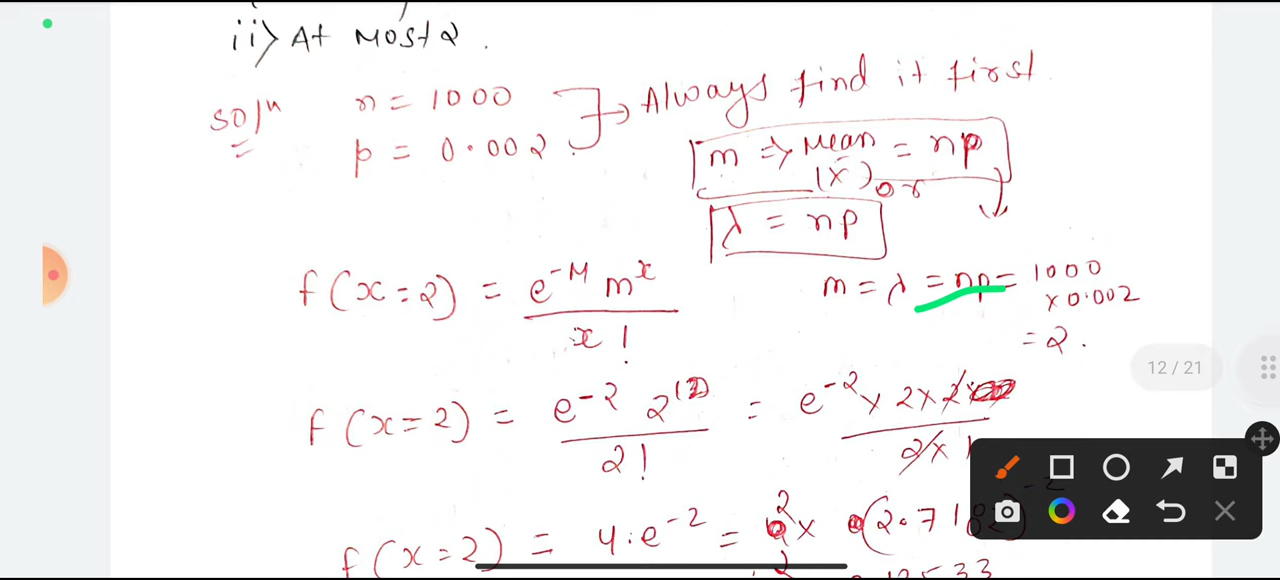 ii) At Most 2.
soln n = 1000 Always find it first
p = 0.002
m ⇒ Mean = np
(x̄) or
λ = np
f(x=2) = e^-M m^x / x!
m = λ = np = 1000
x 0.002
= 2.
12 / 21
f(x=2) = e^-2 2^(2) / 2! = e^-2 x 2 x 2 / 2 x 1
f(x=2) = 4.e^-2 = 2 x (2.718